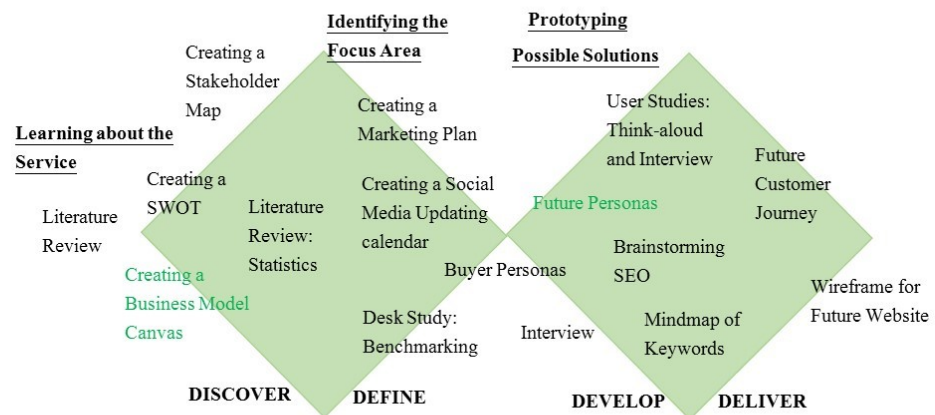 Identifying the
Focus Area
Prototyping
Possible Solutions
Creating a
Stakeholder
Map
Learning about the
Service
Creating a
Marketing Plan
User Studies:
Think-aloud
and Interview
Future
Customer
Journey
Literature
Review
Creating a
SWOT
Literature
Review:
Statistics
Creating a Social
Media Updating
calendar
Future Personas
Brainstorming
SEO
Creating a
Business Model
Canvas
Buyer Personas
Desk Study:
Benchmarking
Interview
Mindmap of
Keywords
Wireframe for
Future Website
DISCOVER
DEFINE
DEVELOP
DELIVER